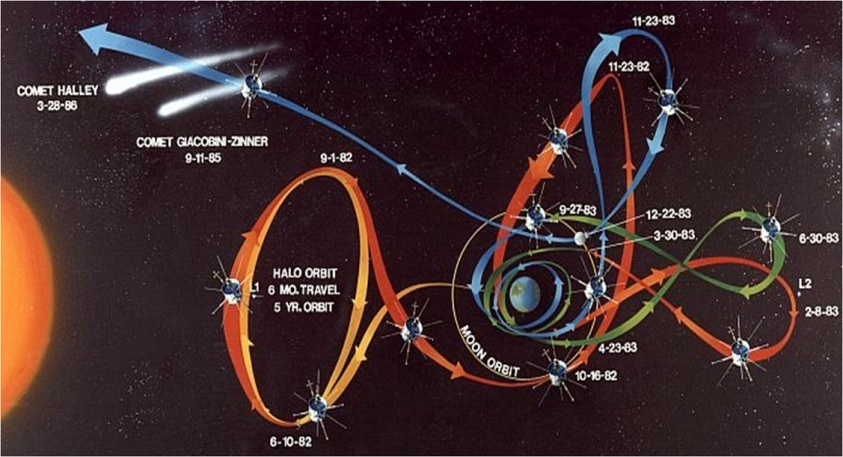 11-23-83
11-23-82
COMET HALLEY
3-28-86
COMET GIACOBINI-ZINNER
9-11-85
9-1-82
9-27-83
12-22-83
3-30-83
6-30-83
HALO ORBIT
L1 6 MO. TRAVEL
5 YR. ORBIT
L2
2-8-83
MOON ORBIT
4-23-83
10-16-82
6-10-82